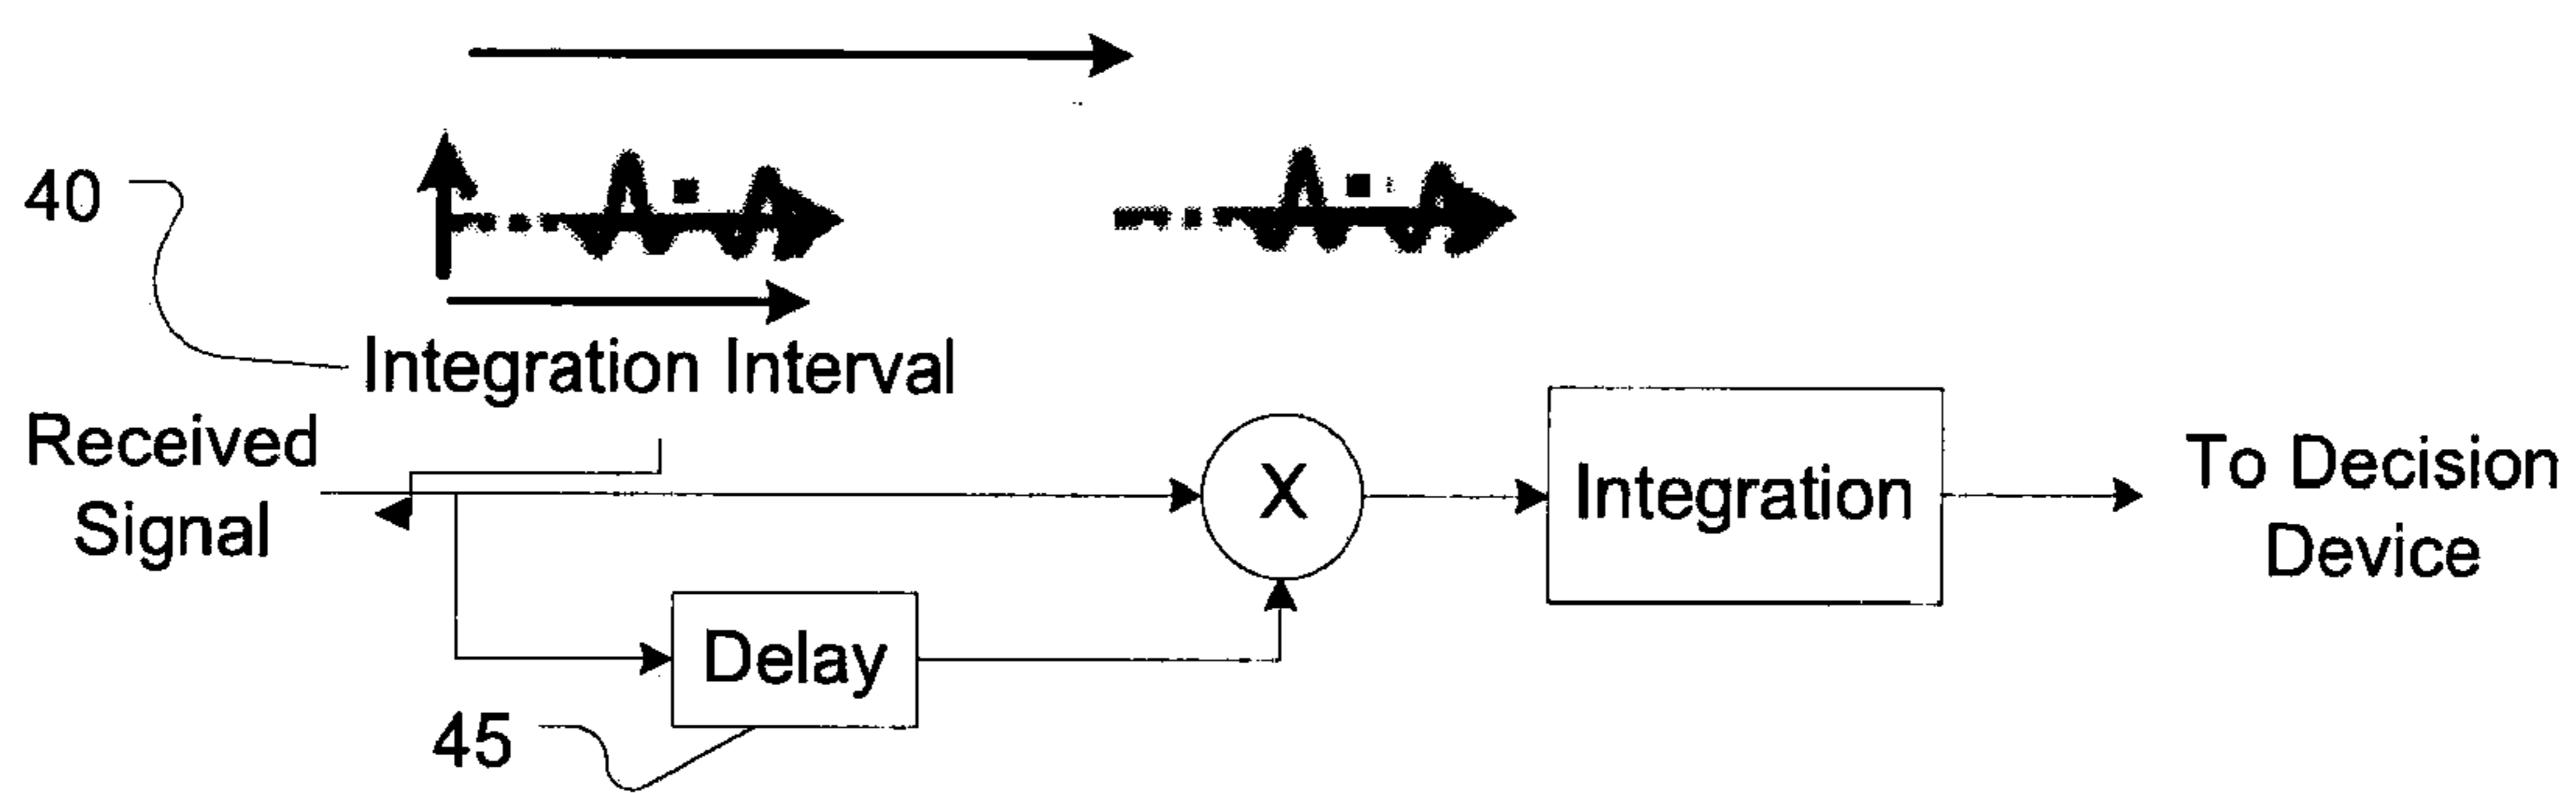 40
Integration Interval
Received
Signal
X
Integration
To Decision
Device
Delay
45